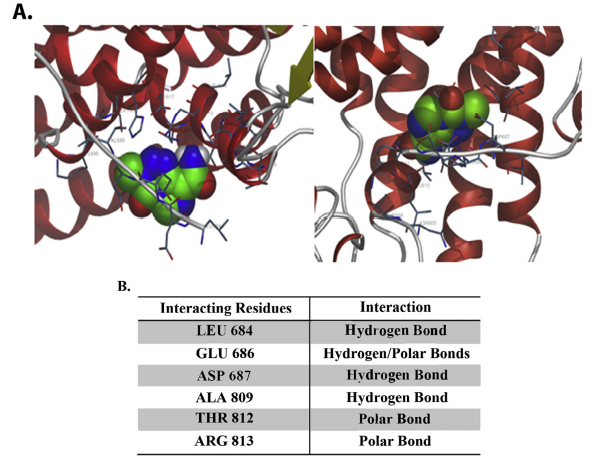 A.
B.
Interacting Residues Interaction
LEU 684 Hydrogen Bond
GLU 686 Hydrogen/Polar Bonds
ASP 687 Hydrogen Bond
ALA 809 Hydrogen Bond
THR 812 Polar Bond
ARG 813 Polar Bond